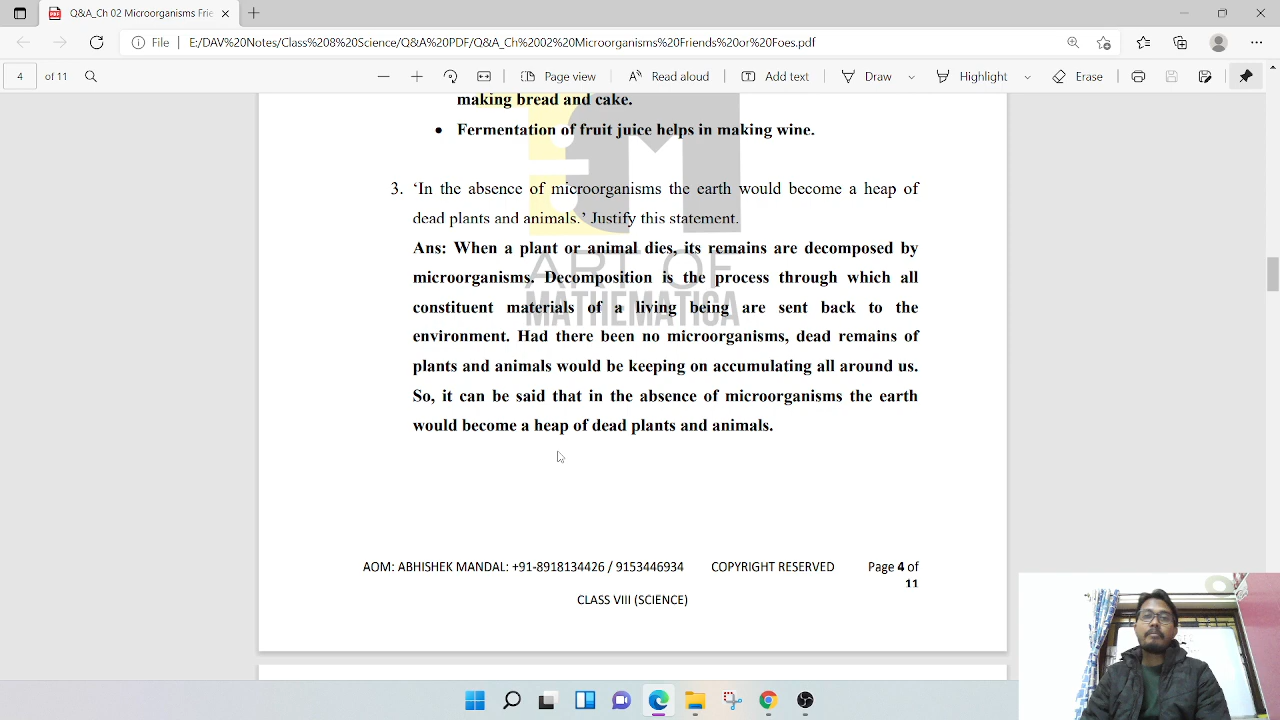 Q&A_Ch 02 Microorganisms Frie
File
E:/DAV%20Notes/Class%208%20Science/Q&A%20PDF/Q&A_Ch%2002%20Microorganisms%20Friends%20or%20Foes.pdf
4 of 11
Page view
Read aloud
Add text
Draw
Highlight
Erase
making bread and cake.
• Fermentation of fruit juice helps in making wine.
3. ‘In the absence of microorganisms the earth would become a heap of
dead plants and animals.’ Justify this statement.
Ans: When a plant or animal dies, its remains are decomposed by
microorganisms. Decomposition is the process through which all
constituent materials of a living being are sent back to the
environment. Had there been no microorganisms, dead remains of
plants and animals would be keeping on accumulating all around us.
So, it can be said that in the absence of microorganisms the earth
would become a heap of dead plants and animals.
ART OF
MATHEMATICA
AOM: ABHISHEK MANDAL: +91-8918134426 / 9153446934 COPYRIGHT RESERVED Page 4 of
11
CLASS VIII (SCIENCE)